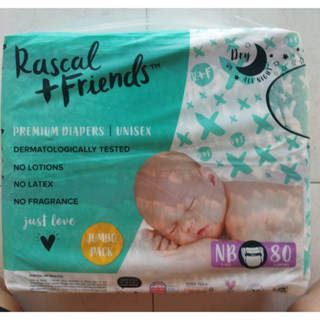 Rascal
+Friends™
Dry
ALL NIGHT
R+F
PREMIUM DIAPERS | UNISEX
DERMATOLOGICALLY TESTED
NO LOTIONS
NO LATEX
NO FRAGRANCE
just love
JUMBO
PACK
NB
80